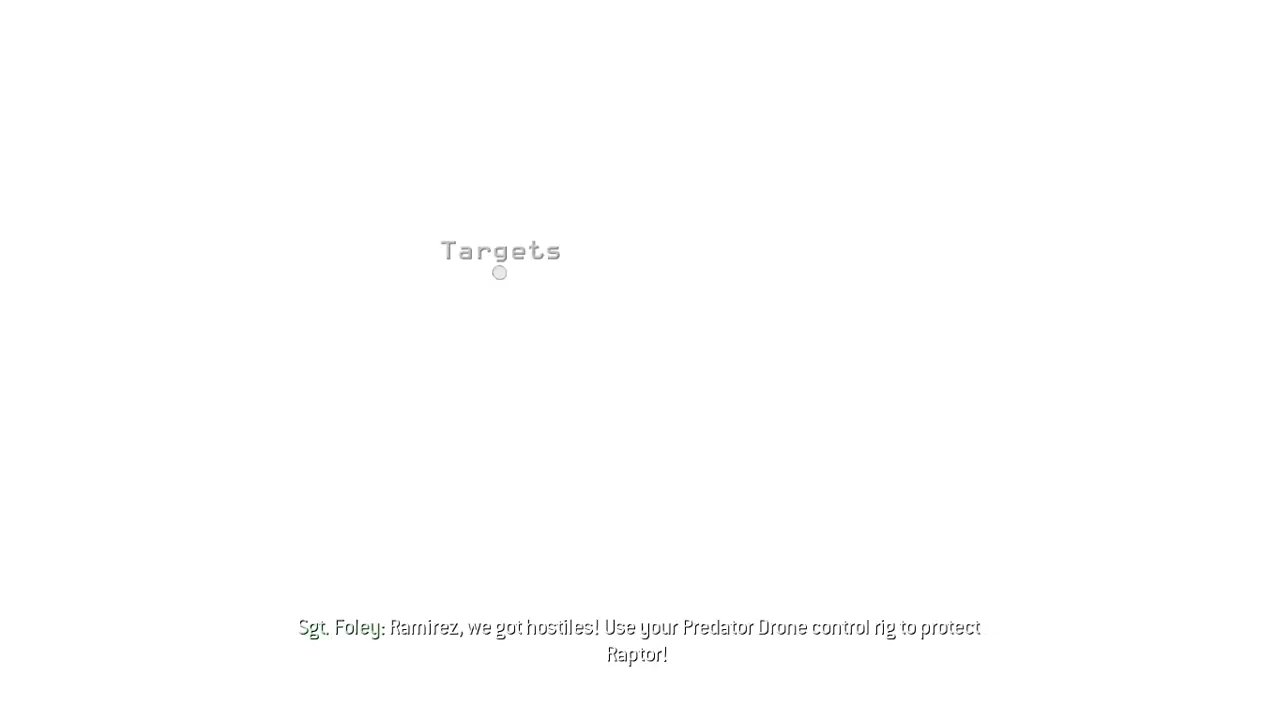 Targets
Sgt. Foley: Ramirez, we got hostiles! Use your Predator Drone control rig to protect
Raptor!